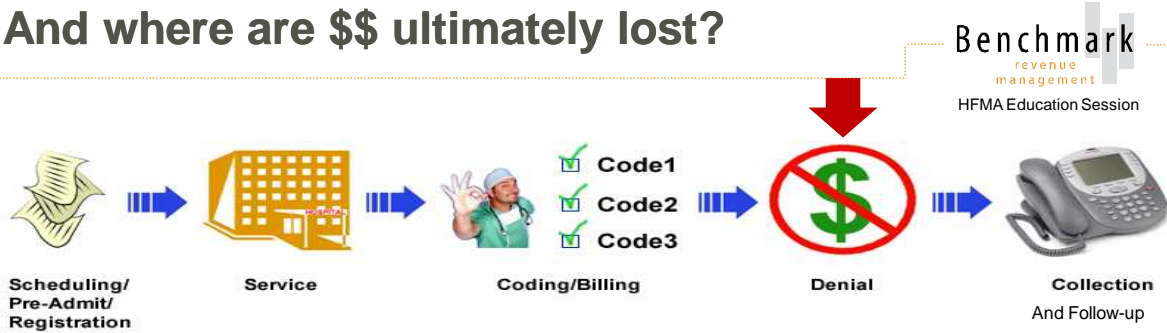 And where are $$ ultimately lost?
Benchmark
revenue
management
HFMA Education Session
HOSPITAL
Code1
Code2
Code3
$
Scheduling/
Pre-Admit/
Registration
Service
Coding/Billing
Denial
Collection
And Follow-up